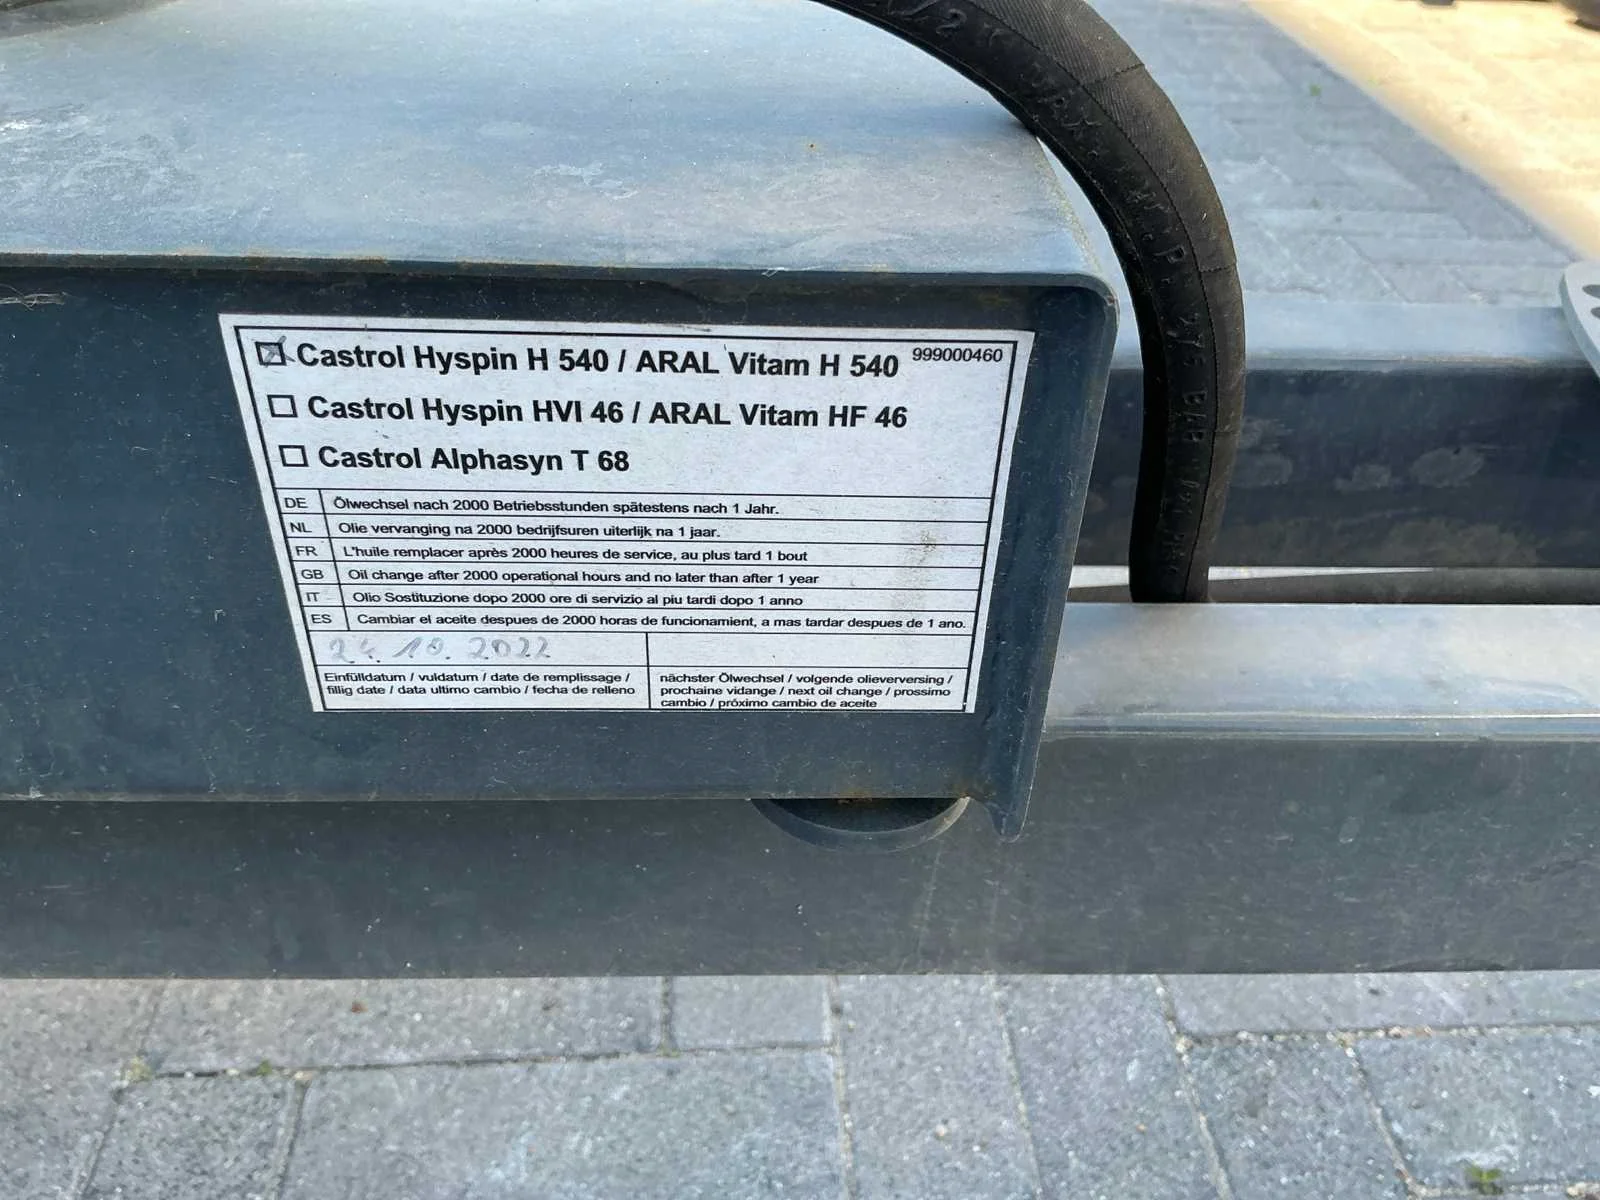 Castrol Hyspin H 540 / ARAL Vitam H 540 999000460
Castrol Hyspin HVI 46 / ARAL Vitam HF 46
Castrol Alphasyn T 68
DE Ölwechsel nach 2000 Betriebsstunden spätestens nach 1 Jahr.
NL Olie vervanging na 2000 bedrijfsuren uiterlijk na 1 jaar.
FR L'huile remplacer après 2000 heures de service, au plus tard 1 bout
GB Oil change after 2000 operational hours and no later than after 1 year
IT Olio Sostituzione dopo 2000 ore di servizio al piu tardi dopo 1 anno
ES Cambiar el aceite despues de 2000 horas de funcionamient, a mas tardar despues de 1 ano.
24. 10. 2022
Einfülldatum / vuldatum / date de remplissage /
fillig date / data ultimo cambio / fecha de relleno
nächster Ölwechsel / volgende olieverversing /
prochaine vidange / next oil change / prossimo
cambio / próximo cambio de aceite
275 BAR